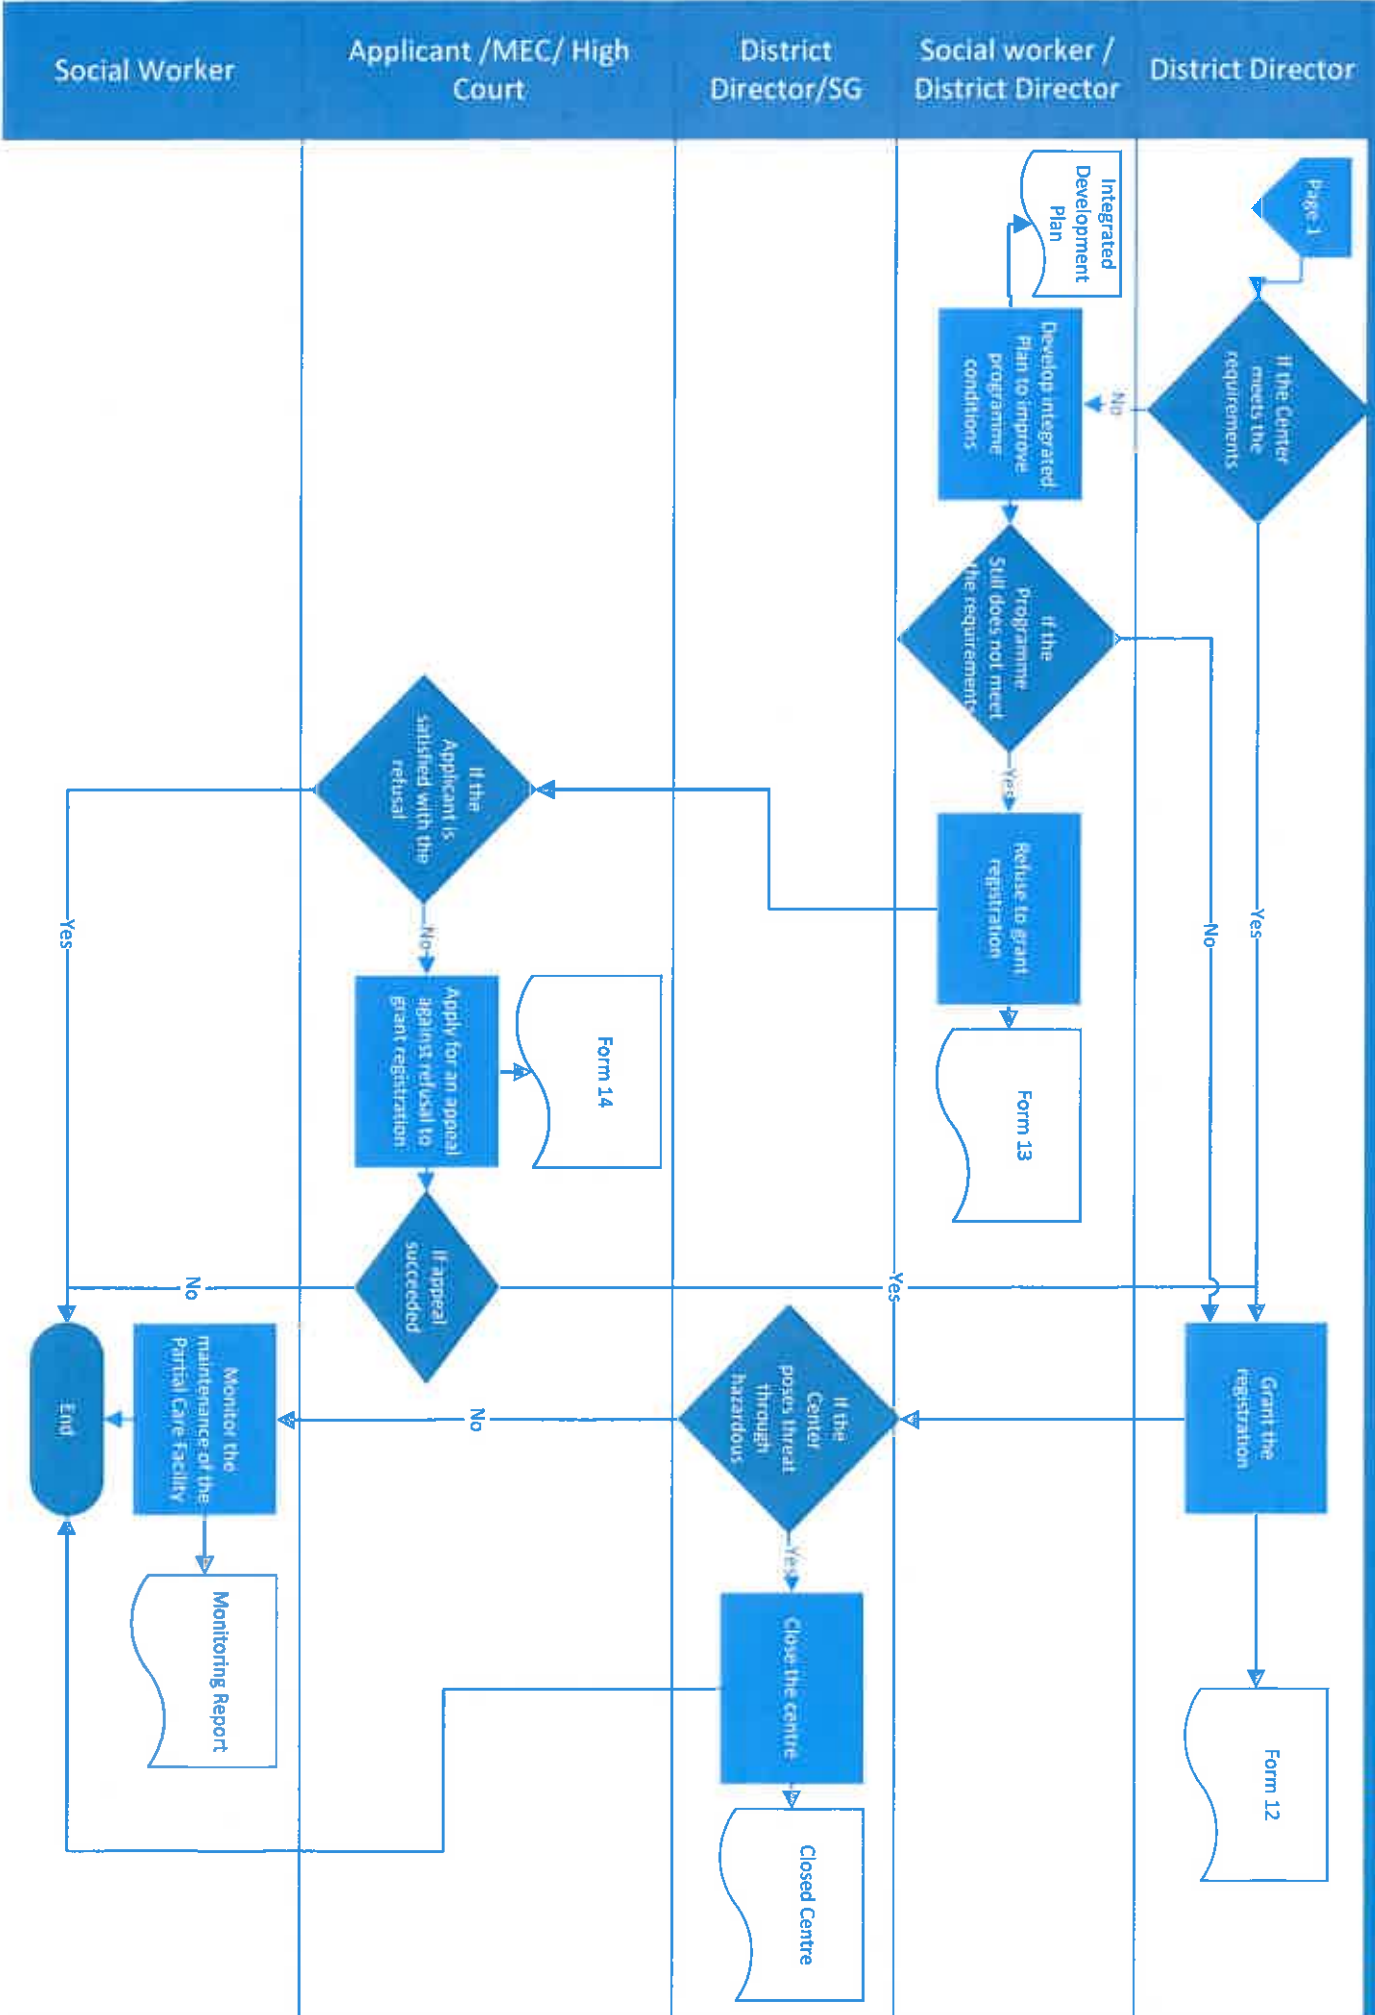 Social Worker
Applicant /MEC/ High
Court
District
Director/SG
Social worker /
District Director
District Director
Page 1
If the Center
meets the
requirements
Yes
No
Integrated
Development
Plan
Develop integrated
Plan to improve
programme
conditions
If the
Programme
Still does not meet
the requirements
No
Yes
Refuse to grant
registration
Form 13
If the
Applicant is
satisfied with the
refusal
Yes
No
Apply for an appeal
against refusal to
grant registration
Form 14
If appeal
succeeded
No
Yes
Grant the
registration
Form 12
If the
Center
poses threat
through
hazardous
Yes
No
Close the centre
Closed Centre
Monitor the
maintenance of the
Partial Care Facility
Monitoring Report
End